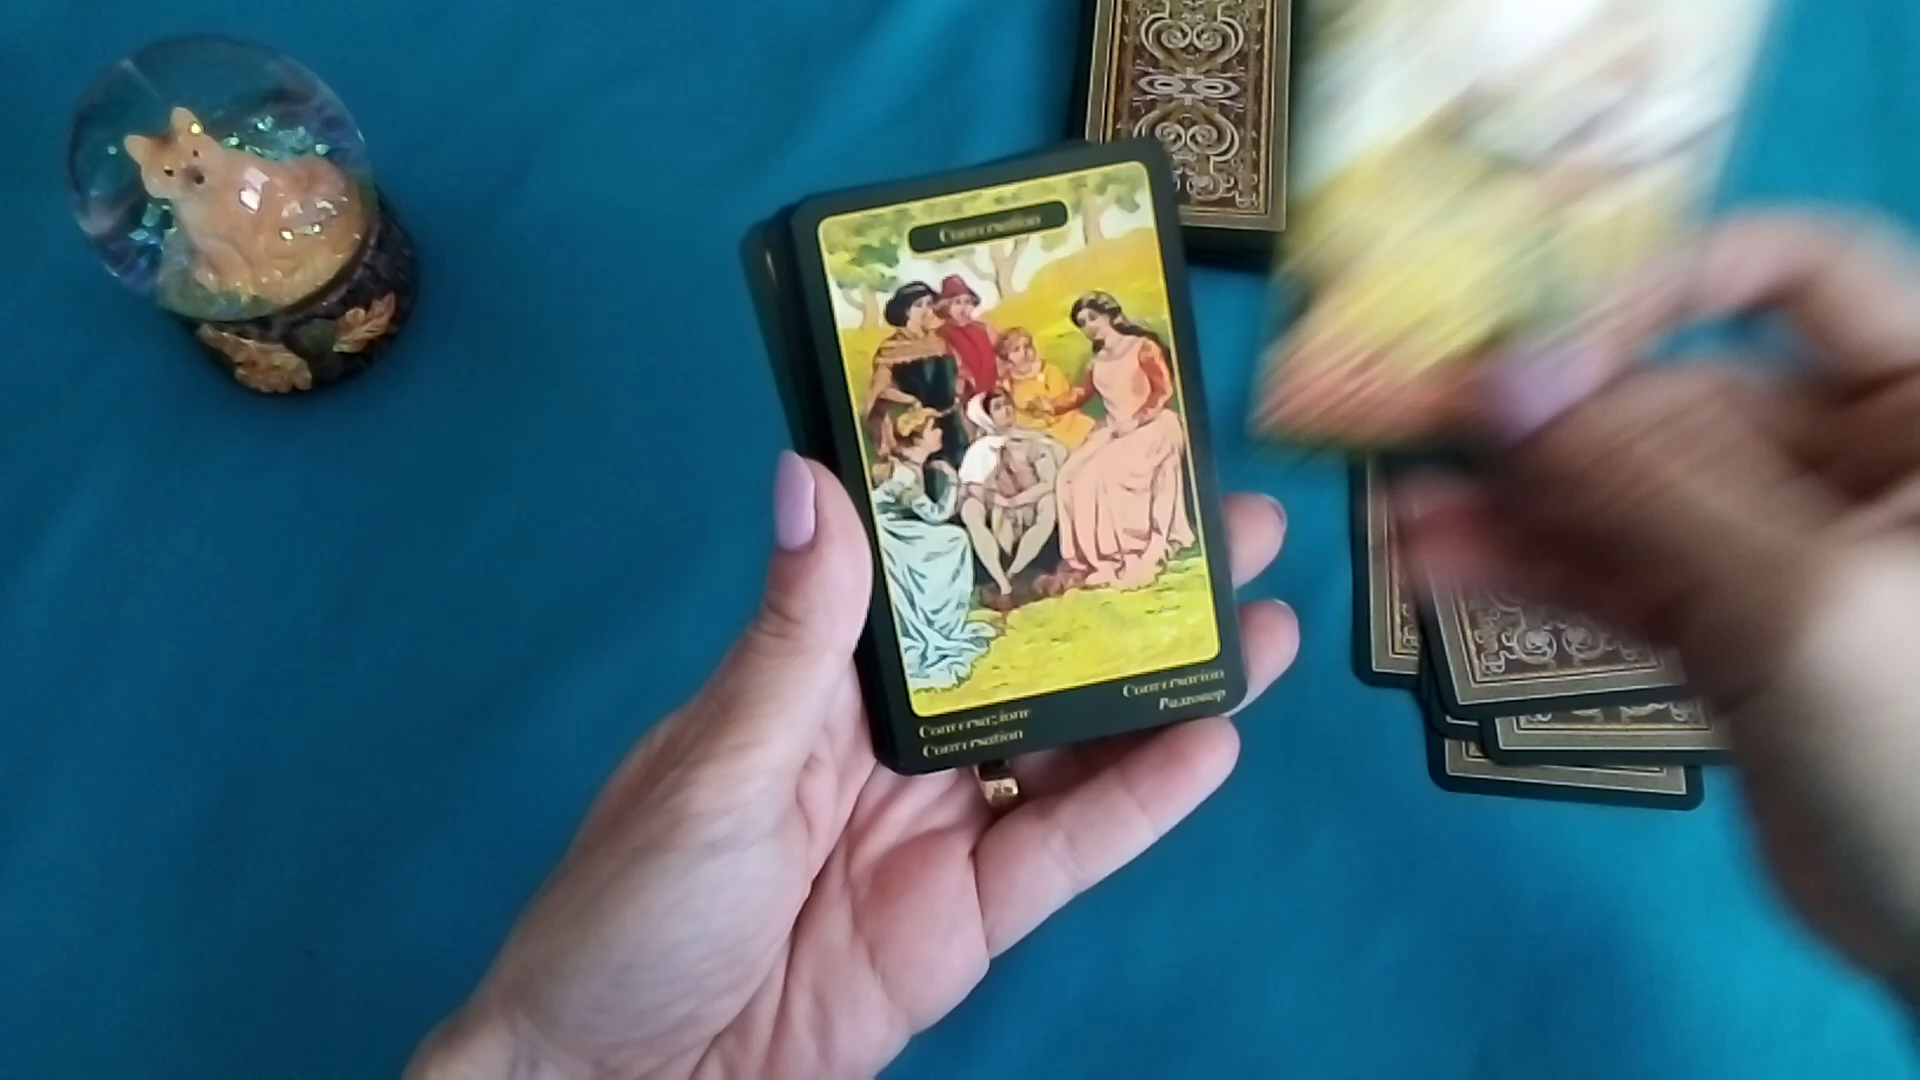 Conversation
Conversazione
Conversation
Conversation
Разговор